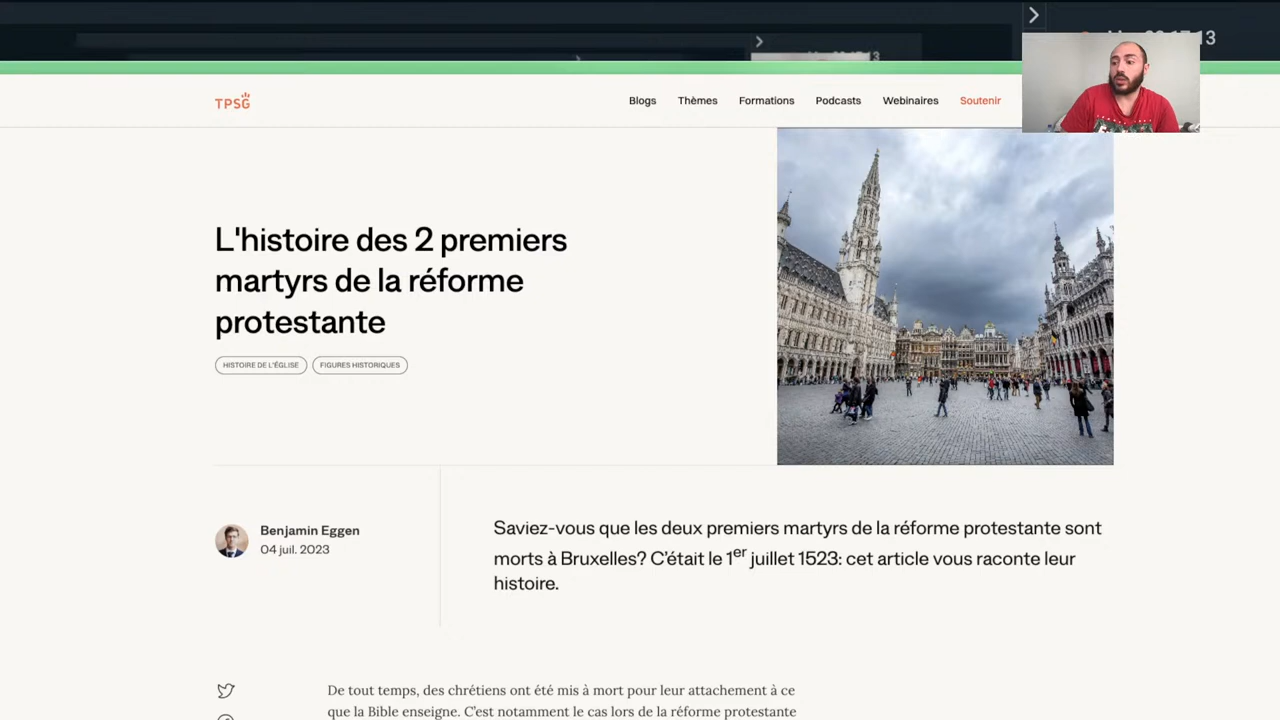 TPSG
Blogs Thèmes Formations Podcasts Webinaires Soutenir
L'histoire des 2 premiers
martyrs de la réforme
protestante
HISTOIRE DE L'ÉGLISE FIGURES HISTORIQUES
Benjamin Eggen
04 juil. 2023
Saviez-vous que les deux premiers martyrs de la réforme protestante sont
morts à Bruxelles? C’était le 1er juillet 1523: cet article vous raconte leur
histoire.
De tout temps, des chrétiens ont été mis à mort pour leur attachement à ce
que la Bible enseigne. C’est notamment le cas lors de la réforme protestante